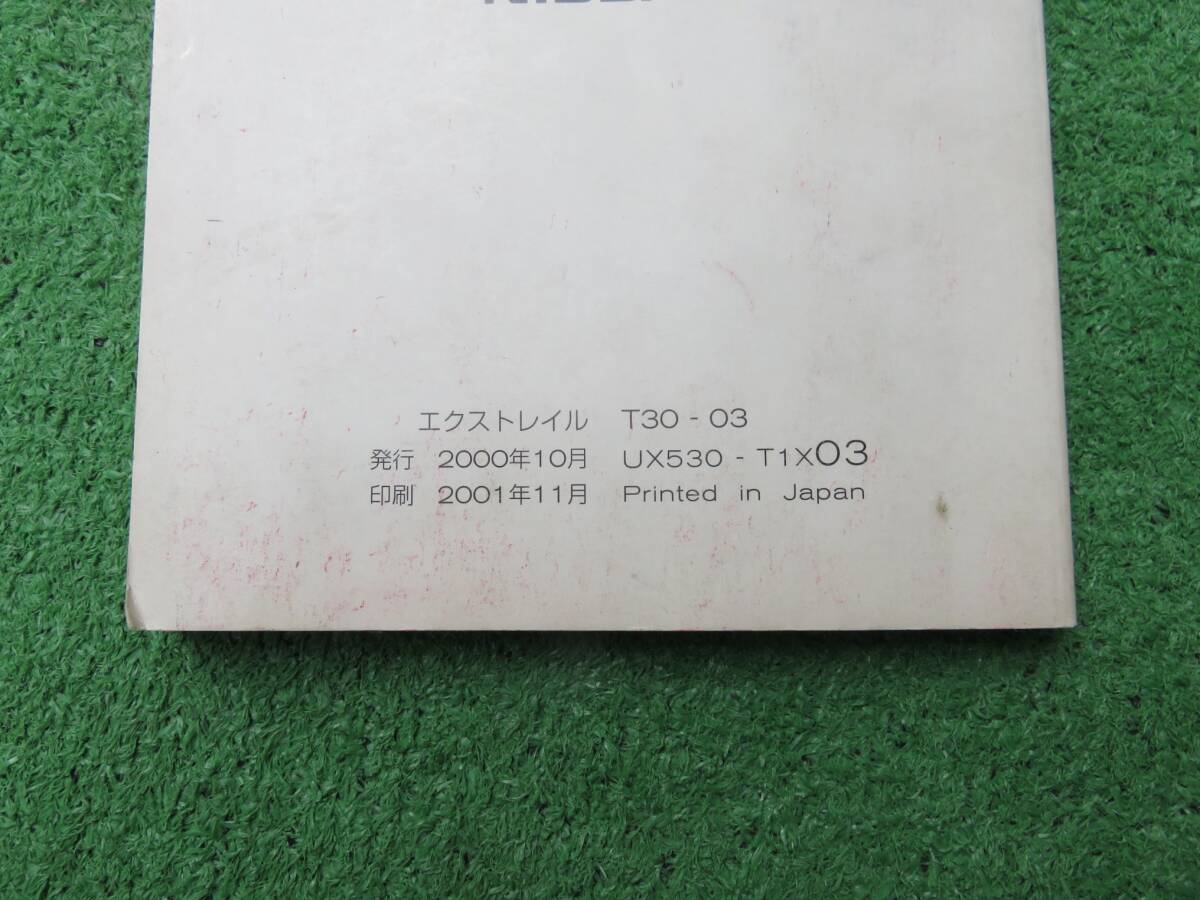 エクストレイル T30 - 03
発行 2000年10月 UX530 - T1X03
印刷 2001年11月 Printed in Japan